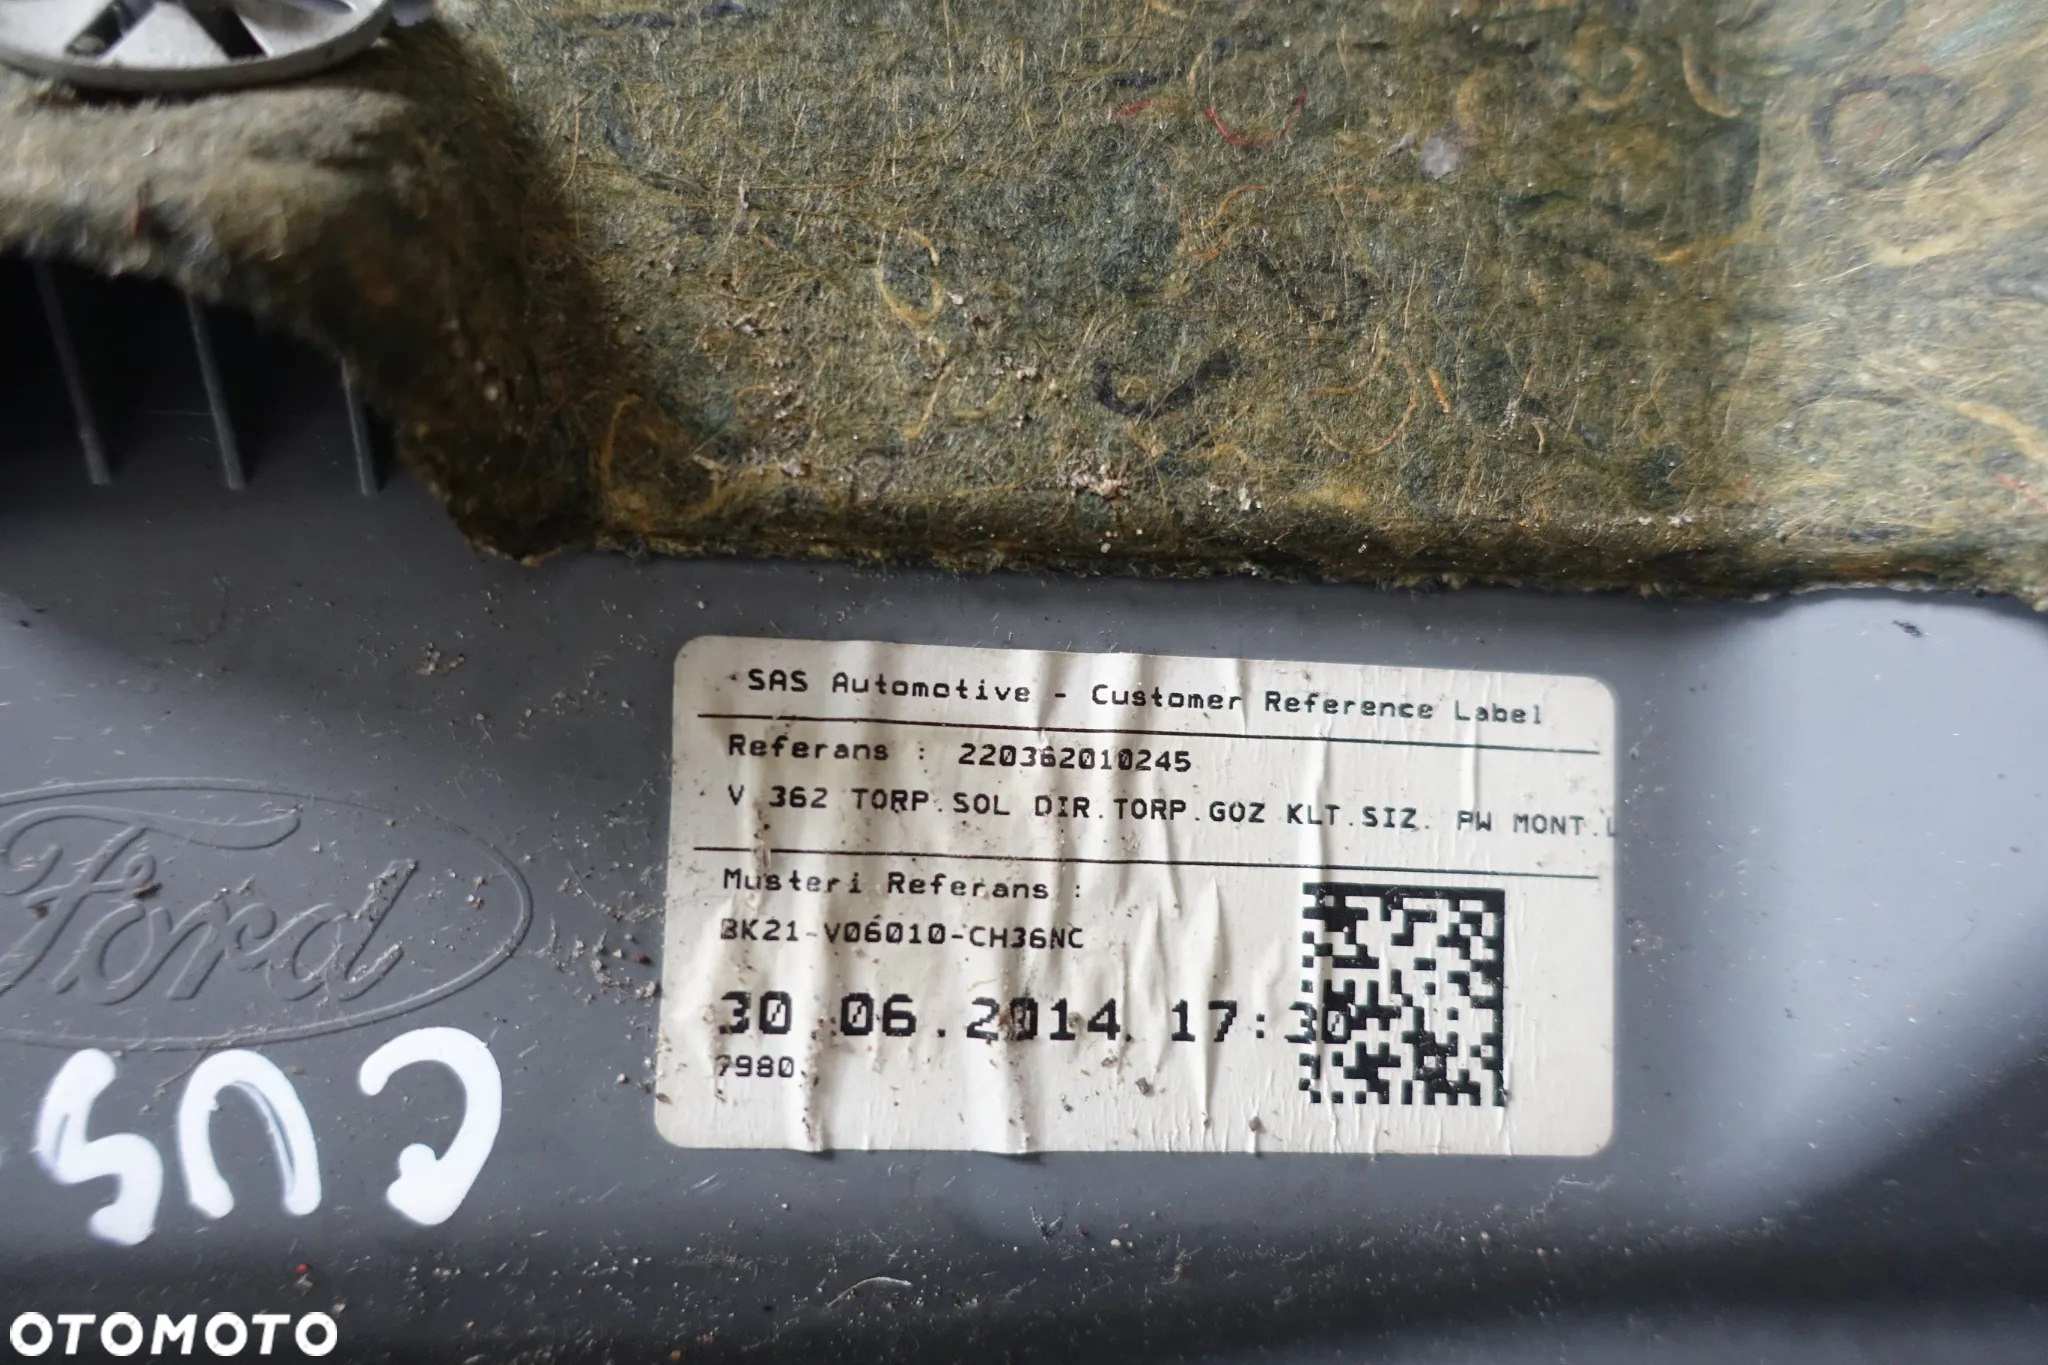 SAS Automotive - Customer Reference Label
Referans : 220362010245
V 362 TORP.SOL DIR.TORP.GOZ KLT.SIZ. PW MONT.L
Musteri Referans :
BK21-V06010-CH36NC
30.06.2014 17:30
7980
Ford
CUS
OTOMOTO